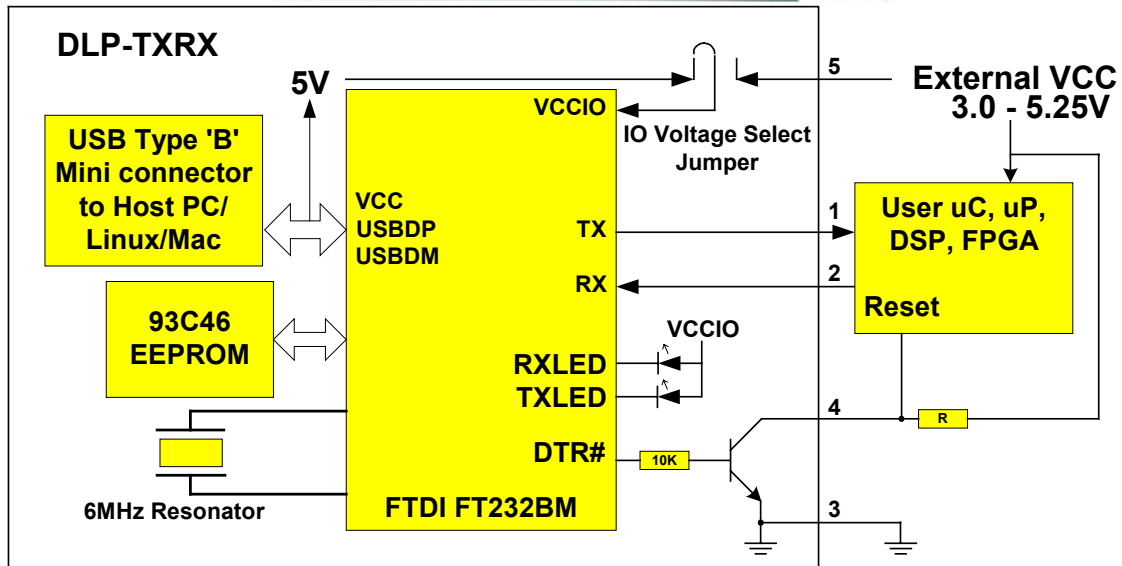 DLP-TXRX
5V
5
External VCC
3.0 - 5.25V
VCCIO
IO Voltage Select
Jumper
USB Type 'B'
Mini connector
to Host PC/
Linux/Mac
VCC
USBDP
USBDM
TX
1
User uC, uP,
DSP, FPGA
RX
2
Reset
93C46
EEPROM
VCCIO
RXLED
TXLED
4
R
DTR#
10K
6MHz Resonator
FTDI FT232BM
3